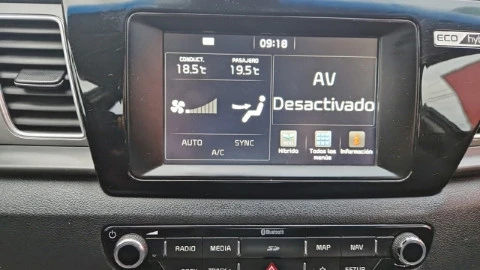 ECO hy
09:18
CONDUCT. PASAJERO
18.5°c 19.5°c
AV
Desactivado
AUTO SYNC
A/C
Híbrido
Todos los
menús
Información
Bluetooth
RADIO MEDIA MAP NAV
SETUP